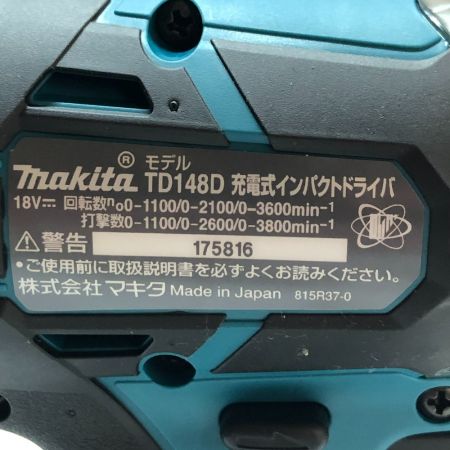 makita® モデル TD148D 充電式インパクトドライバ
18V⎓ 回転数n₀0-1100/0-2100/0-3600min⁻¹
打撃数0-1100/0-2600/0-3800min⁻¹
⚠警告 175816
●ご使用前に取扱説明書を必ずよくお読みください。
株式会社マキタ Made in Japan 815R37-0